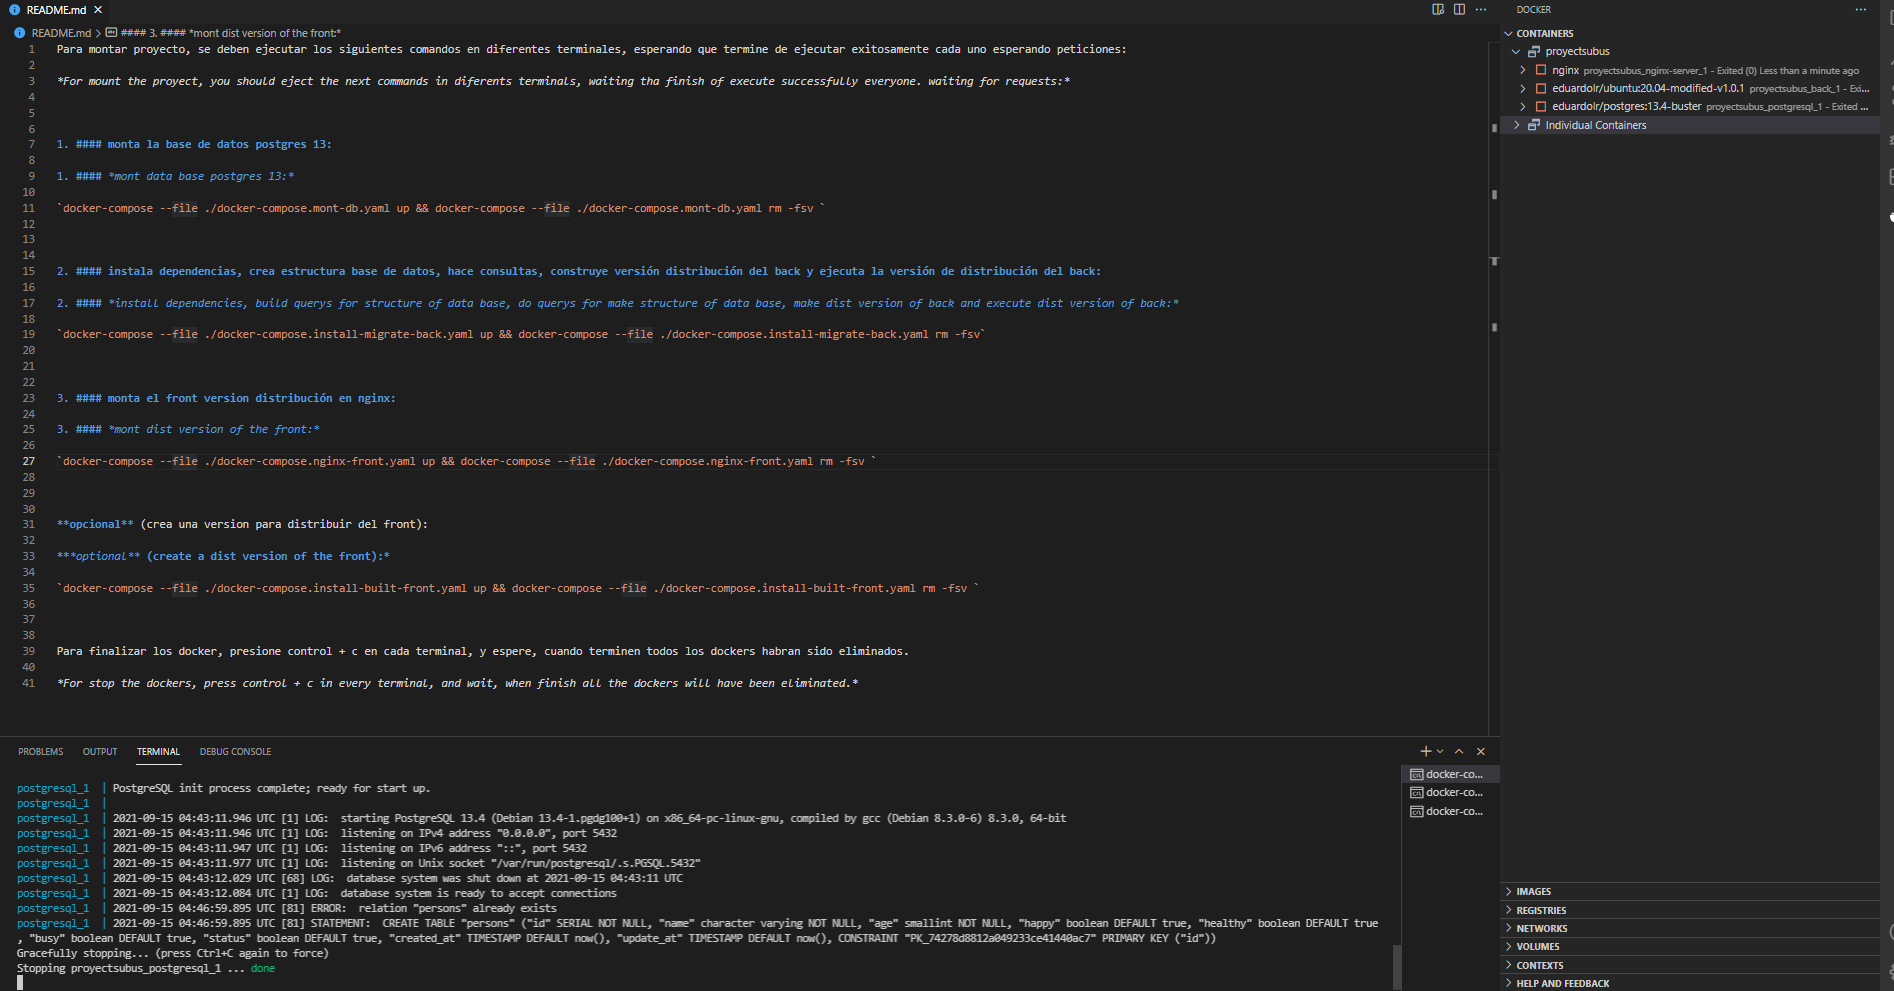 README.md
README.md > #### 3. #### *mont dist version of the front:*
1 Para montar proyecto, se deben ejecutar los siguientes comandos en diferentes terminales, esperando que termine de ejecutar exitosamente cada uno esperando peticiones:
2
3 *For mount the proyect, you should eject the next commands in diferents terminals, waiting tha finish of execute successfully everyone. waiting for requests:*
4
5
6
7 1. #### monta la base de datos postgres 13:
8
9 1. #### *mont data base postgres 13:*
10
11 `docker-compose --file ./docker-compose.mont-db.yaml up && docker-compose --file ./docker-compose.mont-db.yaml rm -fsv `
12
13
14
15 2. #### instala dependencias, crea estructura base de datos, hace consultas, construye versión distribución del back y ejecuta la versión de distribución del back:
16
17 2. #### *install dependencies, build querys for structure of data base, do querys for make structure of data base, make dist version of back and execute dist version of back:*
18
19 `docker-compose --file ./docker-compose.install-migrate-back.yaml up && docker-compose --file ./docker-compose.install-migrate-back.yaml rm -fsv`
20
21
22
23 3. #### monta el front version distribución en nginx:
24
25 3. #### *mont dist version of the front:*
26
27 `docker-compose --file ./docker-compose.nginx-front.yaml up && docker-compose --file ./docker-compose.nginx-front.yaml rm -fsv `
28
29
30
31 **opcional** (crea una version para distribuir del front):
32
33 ***optional** (create a dist version of the front):*
34
35 `docker-compose --file ./docker-compose.install-built-front.yaml up && docker-compose --file ./docker-compose.install-built-front.yaml rm -fsv `
36
37
38
39 Para finalizar los docker, presione control + c en cada terminal, y espere, cuando terminen todos los dockers habran sido eliminados.
40
41 *For stop the dockers, press control + c in every terminal, and wait, when finish all the dockers will have been eliminated.*
PROBLEMS OUTPUT TERMINAL DEBUG CONSOLE
postgresql_1 | PostgreSQL init process complete; ready for start up.
postgresql_1 |
postgresql_1 | 2021-09-15 04:43:11.946 UTC [1] LOG: starting PostgreSQL 13.4 (Debian 13.4-1.pgdg100+1) on x86_64-pc-linux-gnu, compiled by gcc (Debian 8.3.0-6) 8.3.0, 64-bit
postgresql_1 | 2021-09-15 04:43:11.946 UTC [1] LOG: listening on IPv4 address "0.0.0.0", port 5432
postgresql_1 | 2021-09-15 04:43:11.947 UTC [1] LOG: listening on IPv6 address "::", port 5432
postgresql_1 | 2021-09-15 04:43:11.977 UTC [1] LOG: listening on Unix socket "/var/run/postgresql/.s.PGSQL.5432"
postgresql_1 | 2021-09-15 04:43:12.029 UTC [68] LOG: database system was shut down at 2021-09-15 04:43:11 UTC
postgresql_1 | 2021-09-15 04:43:12.084 UTC [1] LOG: database system is ready to accept connections
postgresql_1 | 2021-09-15 04:46:59.895 UTC [81] ERROR: relation "persons" already exists
postgresql_1 | 2021-09-15 04:46:59.895 UTC [81] STATEMENT: CREATE TABLE "persons" ("id" SERIAL NOT NULL, "name" character varying NOT NULL, "age" smallint NOT NULL, "happy" boolean DEFAULT true, "healthy" boolean DEFAULT true
, "busy" boolean DEFAULT true, "status" boolean DEFAULT true, "created_at" TIMESTAMP DEFAULT now(), "update_at" TIMESTAMP DEFAULT now(), CONSTRAINT "PK_74278d8812a049233ce41440ac7" PRIMARY KEY ("id"))
Gracefully stopping... (press Ctrl+C again to force)
Stopping proyectsubus_postgresql_1 ... done
docker-co...
docker-co...
docker-co...
DOCKER
CONTAINERS
proyectsubus
nginx proyectsubus_nginx-server_1 - Exited (0) Less than a minute ago
eduardolr/ubuntu:20.04-modified-v1.0.1 proyectsubus_back_1 - Exi...
eduardolr/postgres:13.4-buster proyectsubus_postgresql_1 - Exited ...
Individual Containers
IMAGES
REGISTRIES
NETWORKS
VOLUMES
CONTEXTS
HELP AND FEEDBACK